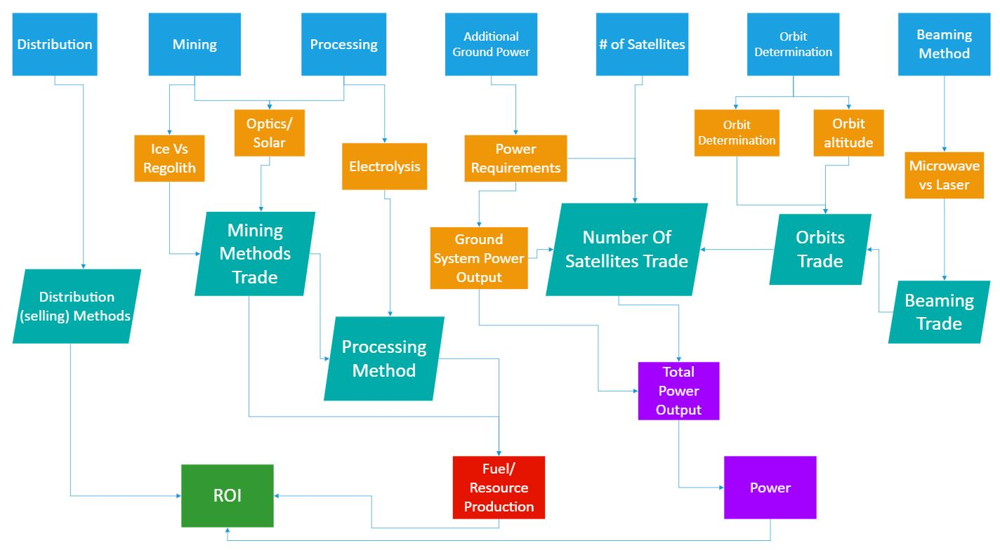 Distribution
Mining
Processing
Additional
Ground Power
# of Satellites
Orbit
Determination
Beaming
Method
Optics/
Solar
Orbit
Determination
Orbit
altitude
Ice Vs
Regolith
Electrolysis
Power
Requirements
Microwave
vs Laser
Mining
Methods
Trade
Ground
System Power
Output
Number Of
Satellites Trade
Orbits
Trade
Distribution
(selling) Methods
Beaming
Trade
Processing
Method
Total
Power
Output
ROI
Fuel/
Resource
Production
Power